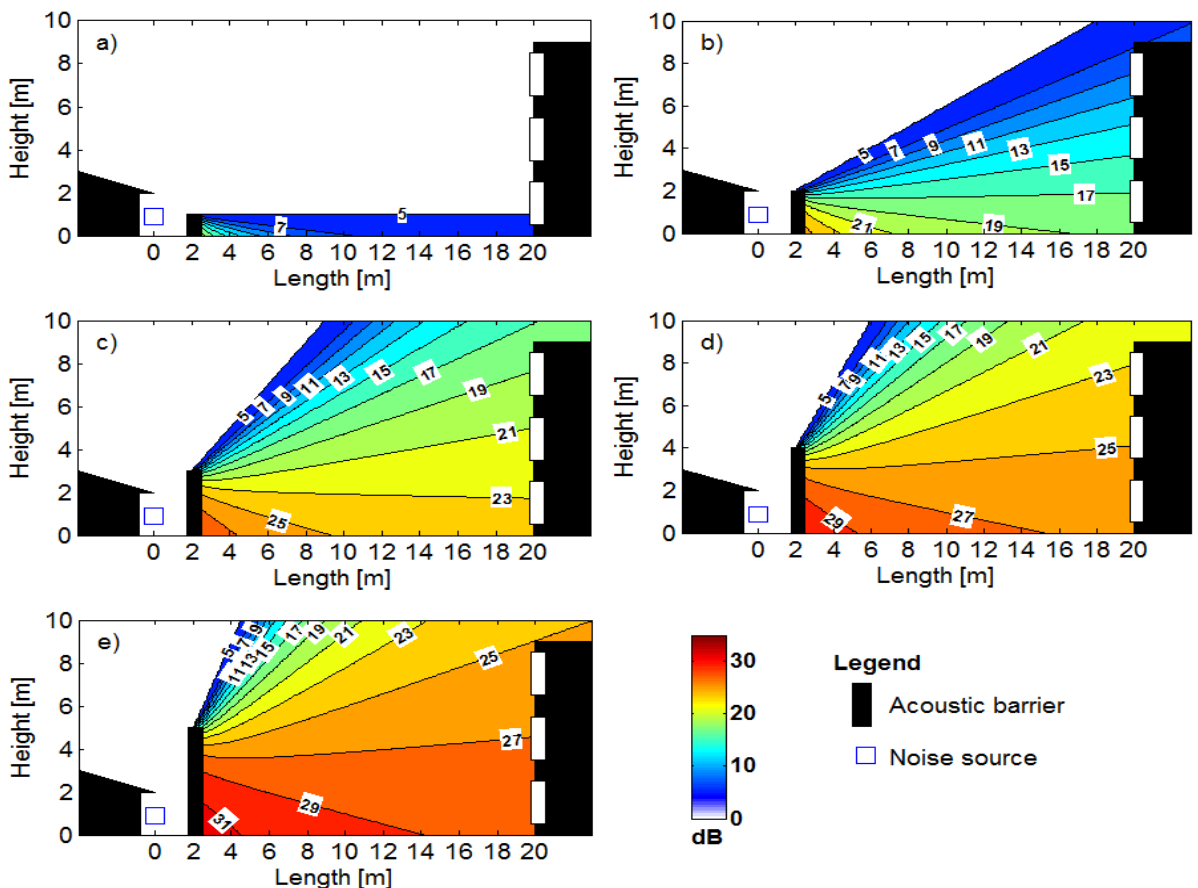 a)
Height [m]
10
8
6
4
2
0
5
7
0 2 4 6 8 10 12 14 16 18 20
Length [m]
b)
Height [m]
10
8
6
4
2
0
5 7 9 11 13
15
17
19
21
0 2 4 6 8 10 12 14 16 18 20
Length [m]
c)
Height [m]
10
8
6
4
2
0
5 7 9 11 13 15 17
19
21
23
25
0 2 4 6 8 10 12 14 16 18 20
Length [m]
d)
Height [m]
10
8
6
4
2
0
5 7 9 11 13 15 17 19 21
23
25
27
29
0 2 4 6 8 10 12 14 16 18 20
Length [m]
e)
Height [m]
10
8
6
4
2
0
5 7 9 11 13 15 17 19 21 23
25
27
29
31
0 2 4 6 8 10 12 14 16 18 20
Length [m]
30
20
10
0
dB
Legend
Acoustic barrier
Noise source